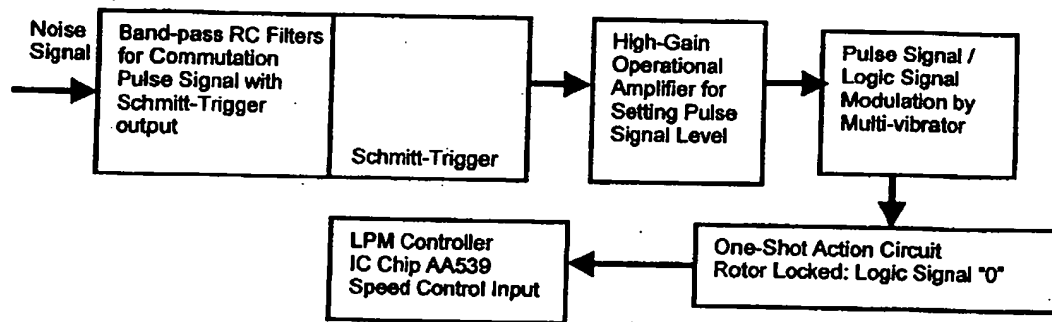 Noise
Signal
Band-pass RC Filters
for Commutation
Pulse Signal with
Schmitt-Trigger
output
Schmitt-Trigger
High-Gain
Operational
Amplifier for
Setting Pulse
Signal Level
Pulse Signal /
Logic Signal
Modulation by
Multi-vibrator
One-Shot Action Circuit
Rotor Locked: Logic Signal "0"
LPM Controller
IC Chip AA539
Speed Control Input